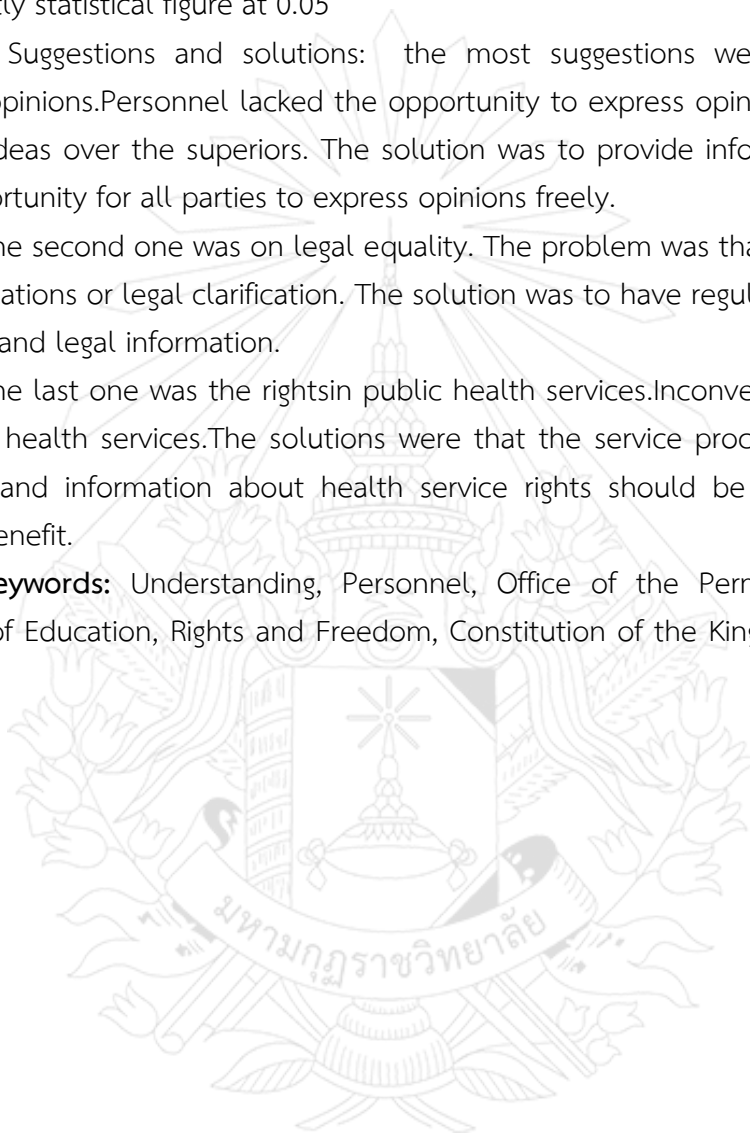 tly statistical figure at 0.05
Suggestions and solutions: the most suggestions we
opinions.Personnel lacked the opportunity to express opin
deas over the superiors. The solution was to provide info
rtunity for all parties to express opinions freely.
he second one was on legal equality. The problem was tha
ations or legal clarification. The solution was to have regul
and legal information.
he last one was the rightsin public health services.Inconve
health services.The solutions were that the service proc
and information about health service rights should be
enefit.
eywords: Understanding, Personnel, Office of the Perm
of Education, Rights and Freedom, Constitution of the King
มหามกุฏราชวิทยาลัย